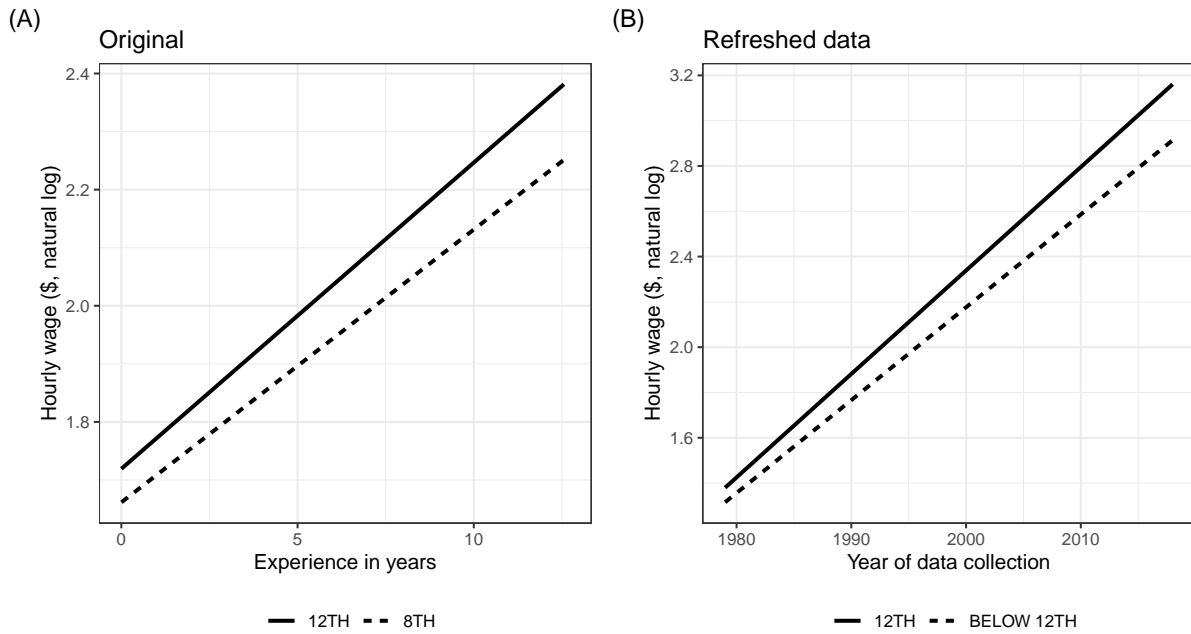 (A)
Original
2.4
2.2
2.0
1.8
Hourly wage ($, natural log)
0 5 10
Experience in years
12TH 8TH
(B)
Refreshed data
3.2
2.8
2.4
2.0
1.6
Hourly wage ($, natural log)
1980 1990 2000 2010
Year of data collection
12TH BELOW 12TH